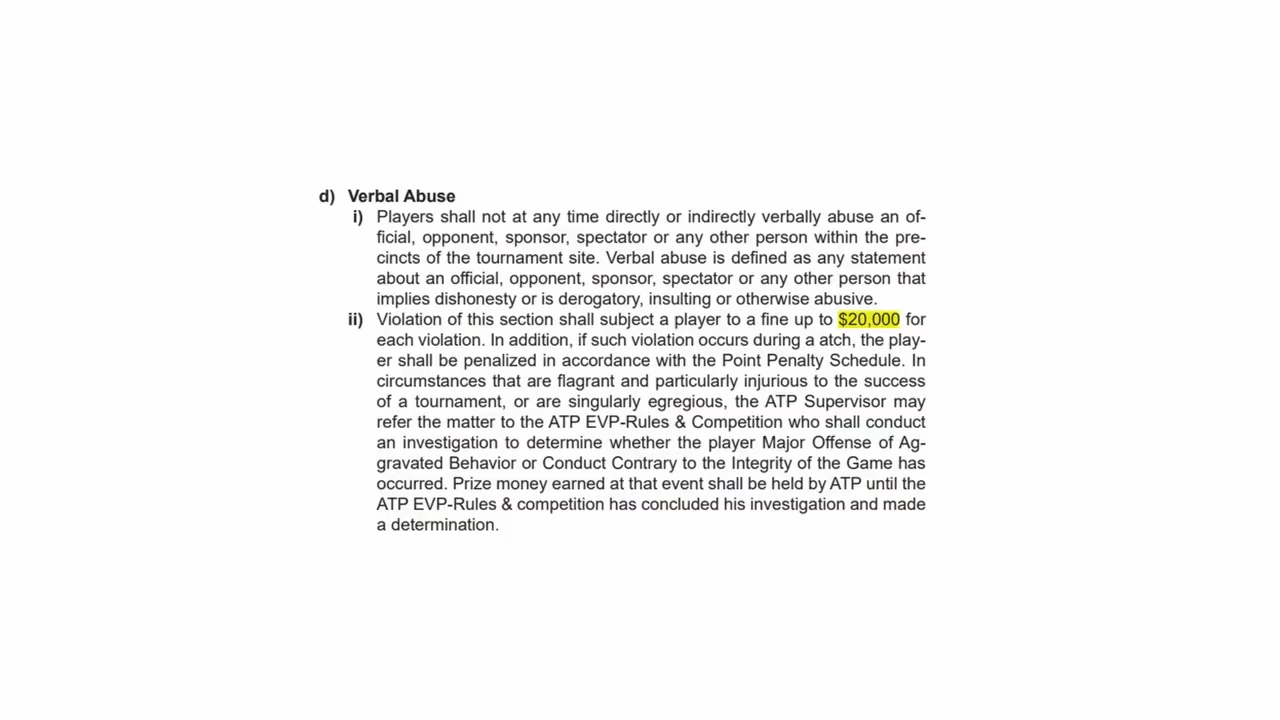 d) Verbal Abuse
i) Players shall not at any time directly or indirectly verbally abuse an of-
ficial, opponent, sponsor, spectator or any other person within the pre-
cincts of the tournament site. Verbal abuse is defined as any statement
about an official, opponent, sponsor, spectator or any other person that
implies dishonesty or is derogatory, insulting or otherwise abusive.
ii) Violation of this section shall subject a player to a fine up to $20,000 for
each violation. In addition, if such violation occurs during a atch, the play-
er shall be penalized in accordance with the Point Penalty Schedule. In
circumstances that are flagrant and particularly injurious to the success
of a tournament, or are singularly egregious, the ATP Supervisor may
refer the matter to the ATP EVP-Rules & Competition who shall conduct
an investigation to determine whether the player Major Offense of Ag-
gravated Behavior or Conduct Contrary to the Integrity of the Game has
occurred. Prize money earned at that event shall be held by ATP until the
ATP EVP-Rules & competition has concluded his investigation and made
a determination.